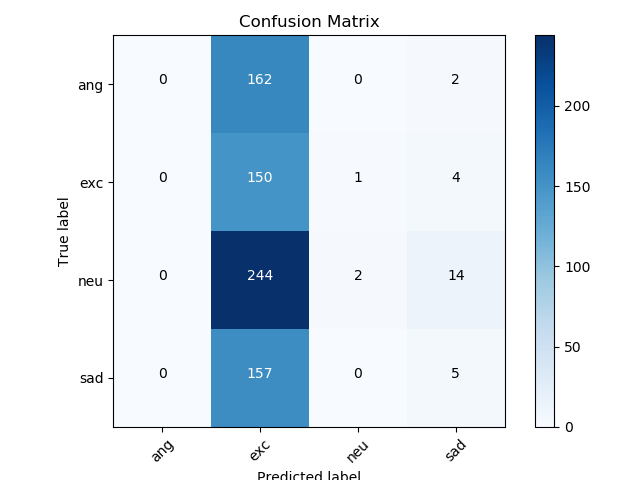 Confusion Matrix
True label
ang 0 162 0 2
exc 0 150 1 4
neu 0 244 2 14
sad 0 157 0 5
ang exc neu sad
Predicted label
200
150
100
50
0